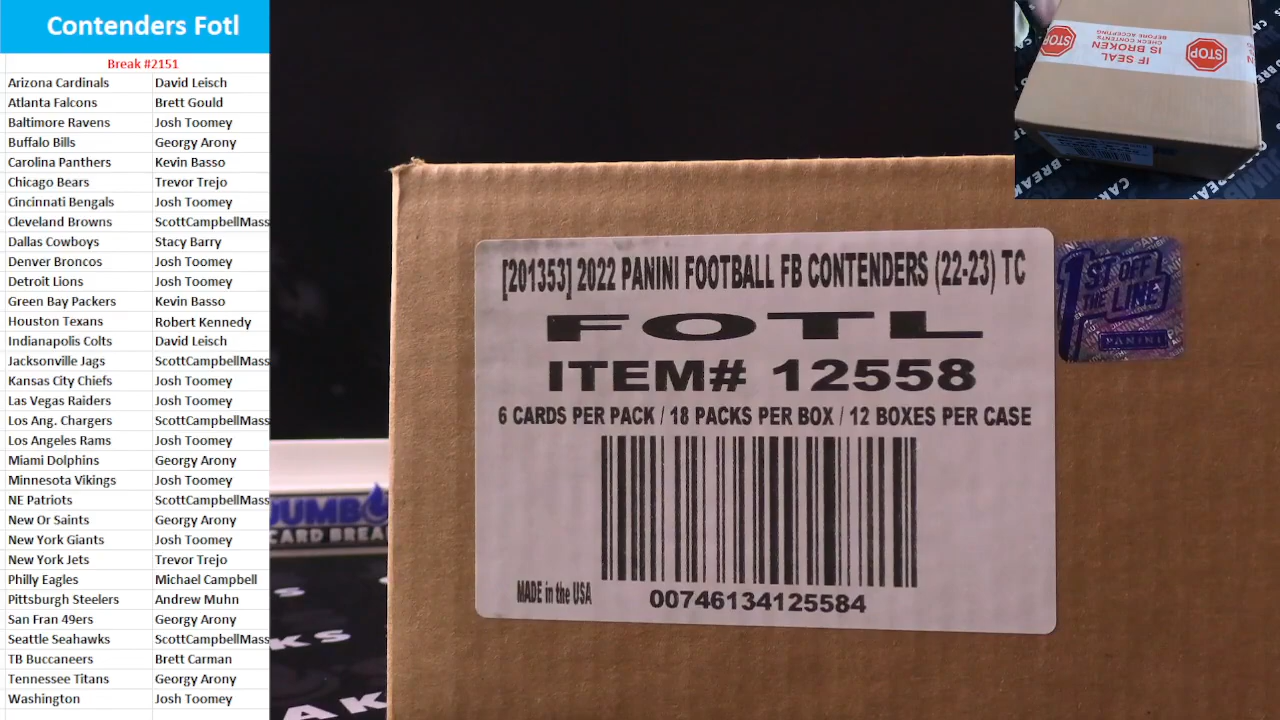 Contenders Fotl
Break #2151
Arizona Cardinals David Leisch
Atlanta Falcons Brett Gould
Baltimore Ravens Josh Toomey
Buffalo Bills Georgy Arony
Carolina Panthers Kevin Basso
Chicago Bears Trevor Trejo
Cincinnati Bengals Josh Toomey
Cleveland Browns ScottCampbellMass
Dallas Cowboys Stacy Barry
Denver Broncos Josh Toomey
Detroit Lions Josh Toomey
Green Bay Packers Kevin Basso
Houston Texans Robert Kennedy
Indianapolis Colts David Leisch
Jacksonville Jags ScottCampbellMass
Kansas City Chiefs Josh Toomey
Las Vegas Raiders Josh Toomey
Los Ang. Chargers ScottCampbellMass
Los Angeles Rams Josh Toomey
Miami Dolphins Georgy Arony
Minnesota Vikings Josh Toomey
NE Patriots ScottCampbellMass
New Or Saints Georgy Arony
New York Giants Josh Toomey
New York Jets Trevor Trejo
Philly Eagles Michael Campbell
Pittsburgh Steelers Andrew Muhn
San Fran 49ers Georgy Arony
Seattle Seahawks ScottCampbellMass
TB Buccaneers Brett Carman
Tennessee Titans Georgy Arony
Washington Josh Toomey
[201353] 2022 PANINI FOOTBALL FB CONTENDERS (22-23) TC
FOTL
ITEM# 12558
6 CARDS PER PACK / 18 PACKS PER BOX / 12 BOXES PER CASE
MADE in the USA
00746134125584
1ST OFF
THE LINE
PANINI
STOP
IF SEAL
IS BROKEN
CHECK CONTENTS
BEFORE ACCEPTING
STOP
JUMBO
CARD BREA